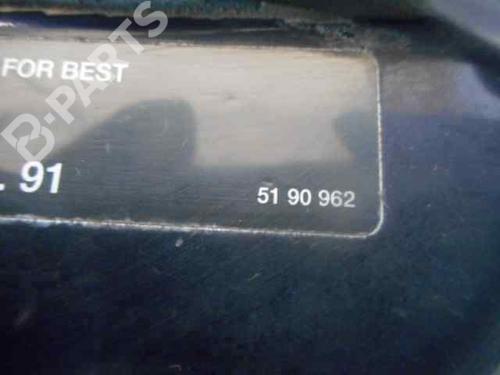 FOR BEST
. 91
51 90 962
B-PARTS